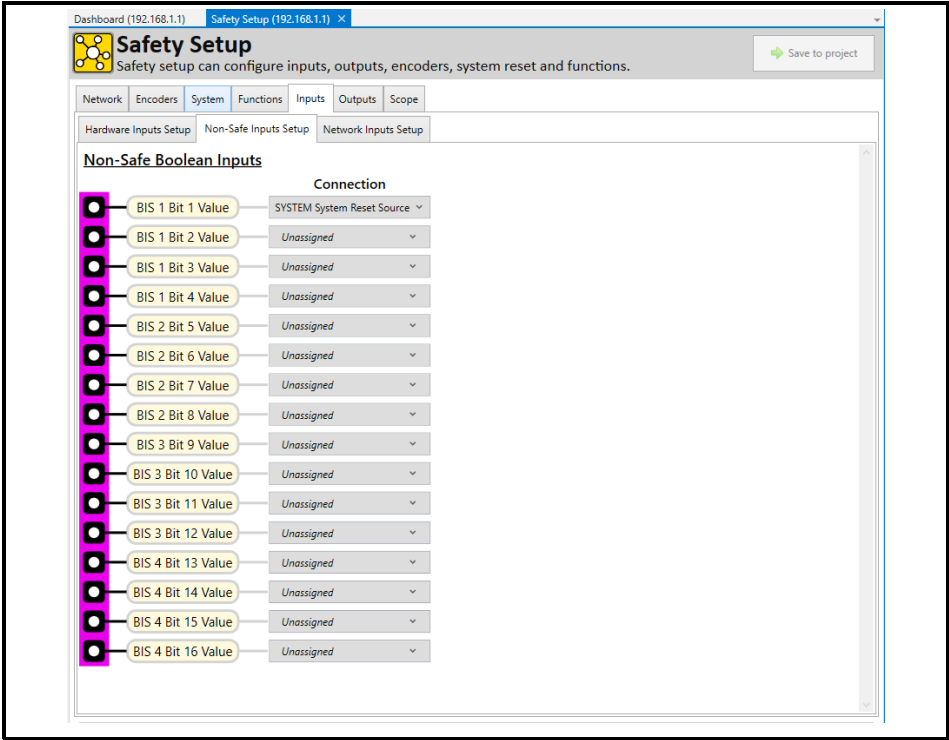 Dashboard (192.168.1.1) Safety Setup (192.168.1.1) ×
Safety Setup
Safety setup can configure inputs, outputs, encoders, system reset and functions.
Save to project
Network Encoders System Functions Inputs Outputs Scope
Hardware Inputs Setup Non-Safe Inputs Setup Network Inputs Setup
Non-Safe Boolean Inputs
Connection
BIS 1 Bit 1 Value SYSTEM System Reset Source
BIS 1 Bit 2 Value Unassigned
BIS 1 Bit 3 Value Unassigned
BIS 1 Bit 4 Value Unassigned
BIS 2 Bit 5 Value Unassigned
BIS 2 Bit 6 Value Unassigned
BIS 2 Bit 7 Value Unassigned
BIS 2 Bit 8 Value Unassigned
BIS 3 Bit 9 Value Unassigned
BIS 3 Bit 10 Value Unassigned
BIS 3 Bit 11 Value Unassigned
BIS 3 Bit 12 Value Unassigned
BIS 4 Bit 13 Value Unassigned
BIS 4 Bit 14 Value Unassigned
BIS 4 Bit 15 Value Unassigned
BIS 4 Bit 16 Value Unassigned